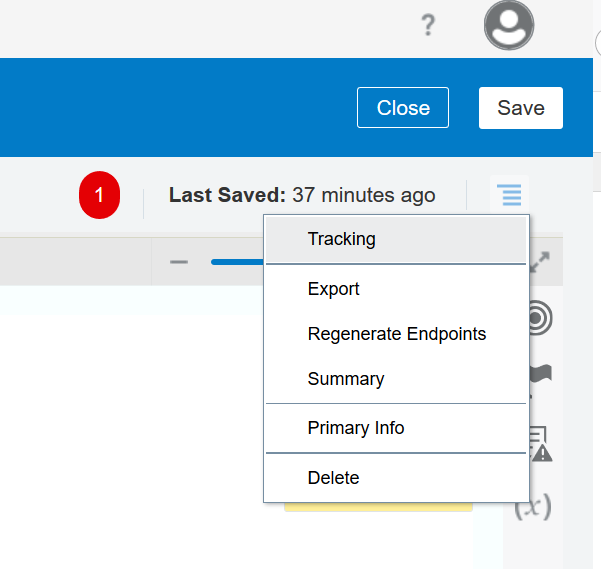 ?
Close
Save
1
Last Saved: 37 minutes ago
Tracking
Export
Regenerate Endpoints
Summary
Primary Info
Delete
(x)